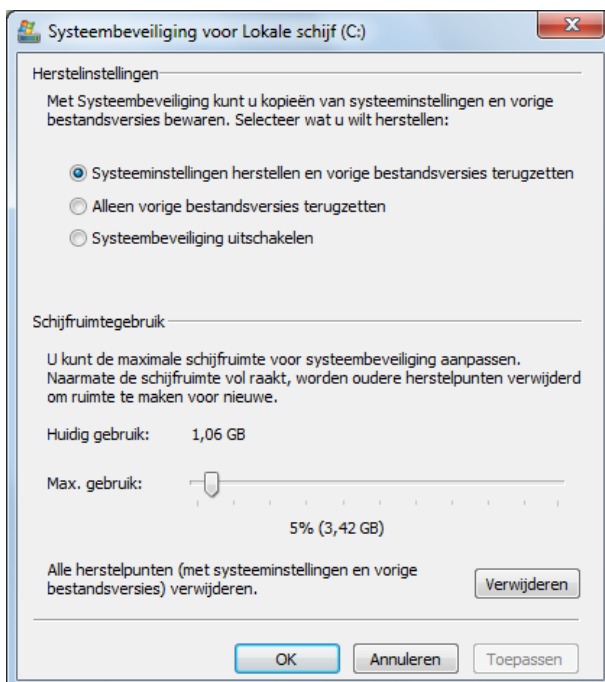 Systeembeveiliging voor Lokale schijf (C:)
Herstelinstellingen
Met Systeembeveiliging kunt u kopieën van systeeminstellingen en vorige
bestandsversies bewaren. Selecteer wat u wilt herstellen:
Systeeminstellingen herstellen en vorige bestandsversies terugzetten
Alleen vorige bestandsversies terugzetten
Systeembeveiliging uitschakelen
Schijfruimtegebruik
U kunt de maximale schijfruimte voor systeembeveiliging aanpassen.
Naarmate de schijfruimte vol raakt, worden oudere herstelpunten verwijderd
om ruimte te maken voor nieuwe.
Huidig gebruik: 1,06 GB
Max. gebruik:
5% (3,42 GB)
Alle herstelpunten (met systeeminstellingen en vorige
bestandsversies) verwijderen.
Verwijderen
OK Annuleren Toepassen